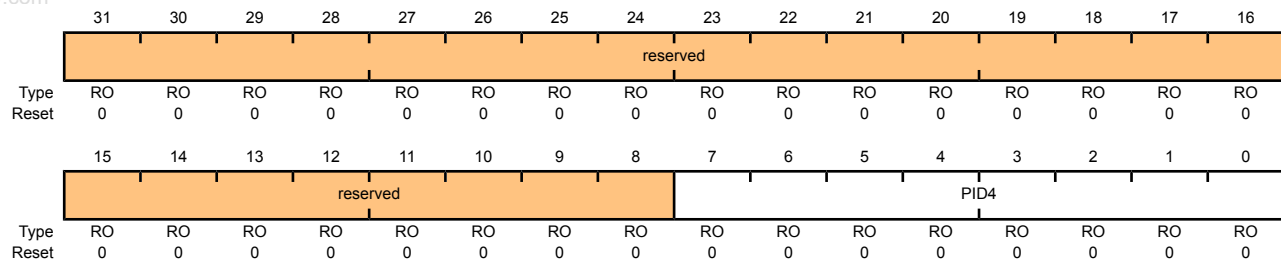 .com
31 30 29 28 27 26 25 24 23 22 21 20 19 18 17 16
reserved
Type RO RO RO RO RO RO RO RO RO RO RO RO RO RO RO RO
Reset 0 0 0 0 0 0 0 0 0 0 0 0 0 0 0 0
15 14 13 12 11 10 9 8 7 6 5 4 3 2 1 0
reserved PID4
Type RO RO RO RO RO RO RO RO RO RO RO RO RO RO RO RO
Reset 0 0 0 0 0 0 0 0 0 0 0 0 0 0 0 0